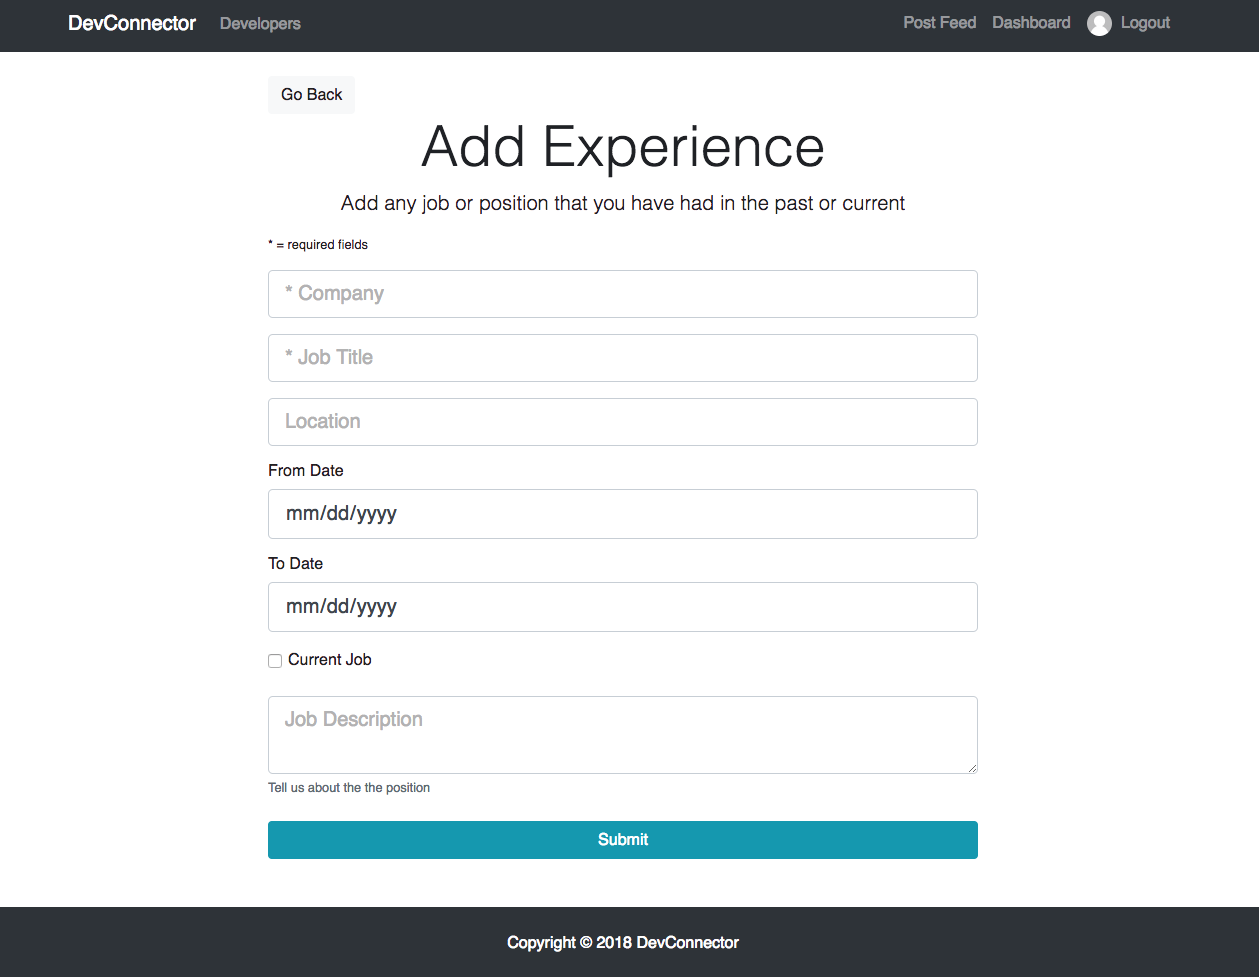 DevConnector Developers Post Feed Dashboard Logout
Go Back
Add Experience
Add any job or position that you have had in the past or current
* = required fields
* Company
* Job Title
Location
From Date
mm/dd/yyyy
To Date
mm/dd/yyyy
Current Job
Job Description
Tell us about the the position
Submit
Copyright © 2018 DevConnector